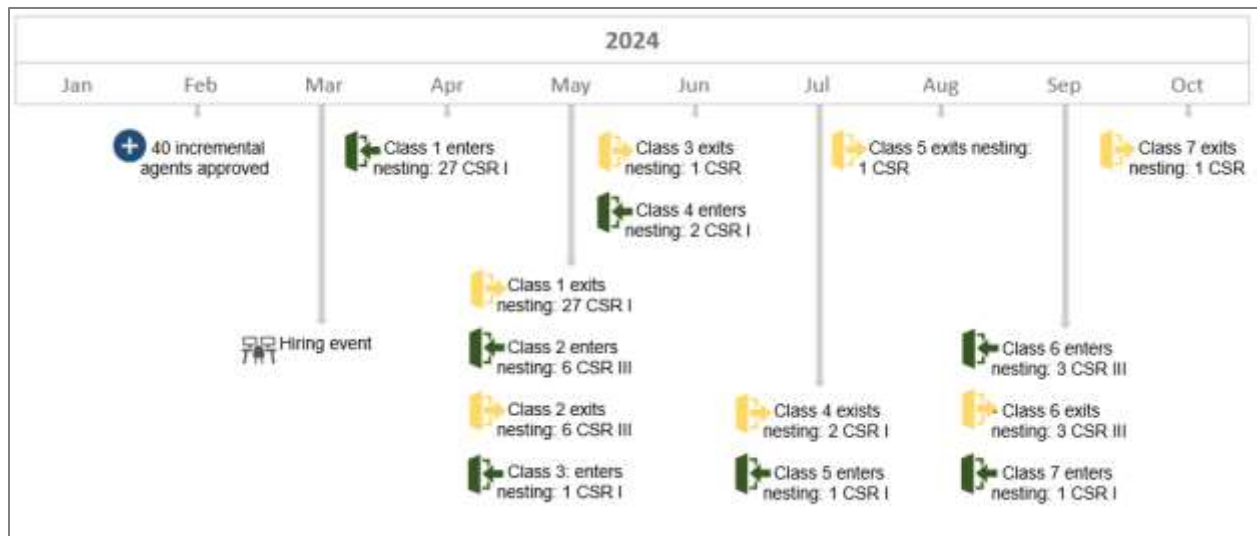 2024
Jan Feb Mar Apr May Jun Jul Aug Sep Oct
40 incremental
agents approved
Class 1 enters
nesting: 27 CSR I
Class 3 exits
nesting: 1 CSR
Class 5 exits nesting:
1 CSR
Class 7 exits
nesting: 1 CSR
Class 4 enters
nesting: 2 CSR I
Class 1 exits
nesting: 27 CSR I
Hiring event
Class 2 enters
nesting: 6 CSR III
Class 2 exits
nesting: 6 CSR III
Class 3: enters
nesting: 1 CSR I
Class 4 exists
nesting: 2 CSR I
Class 5 enters
nesting: 1 CSR I
Class 6 enters
nesting: 3 CSR III
Class 6 exits
nesting: 3 CSR III
Class 7 enters
nesting: 1 CSR I